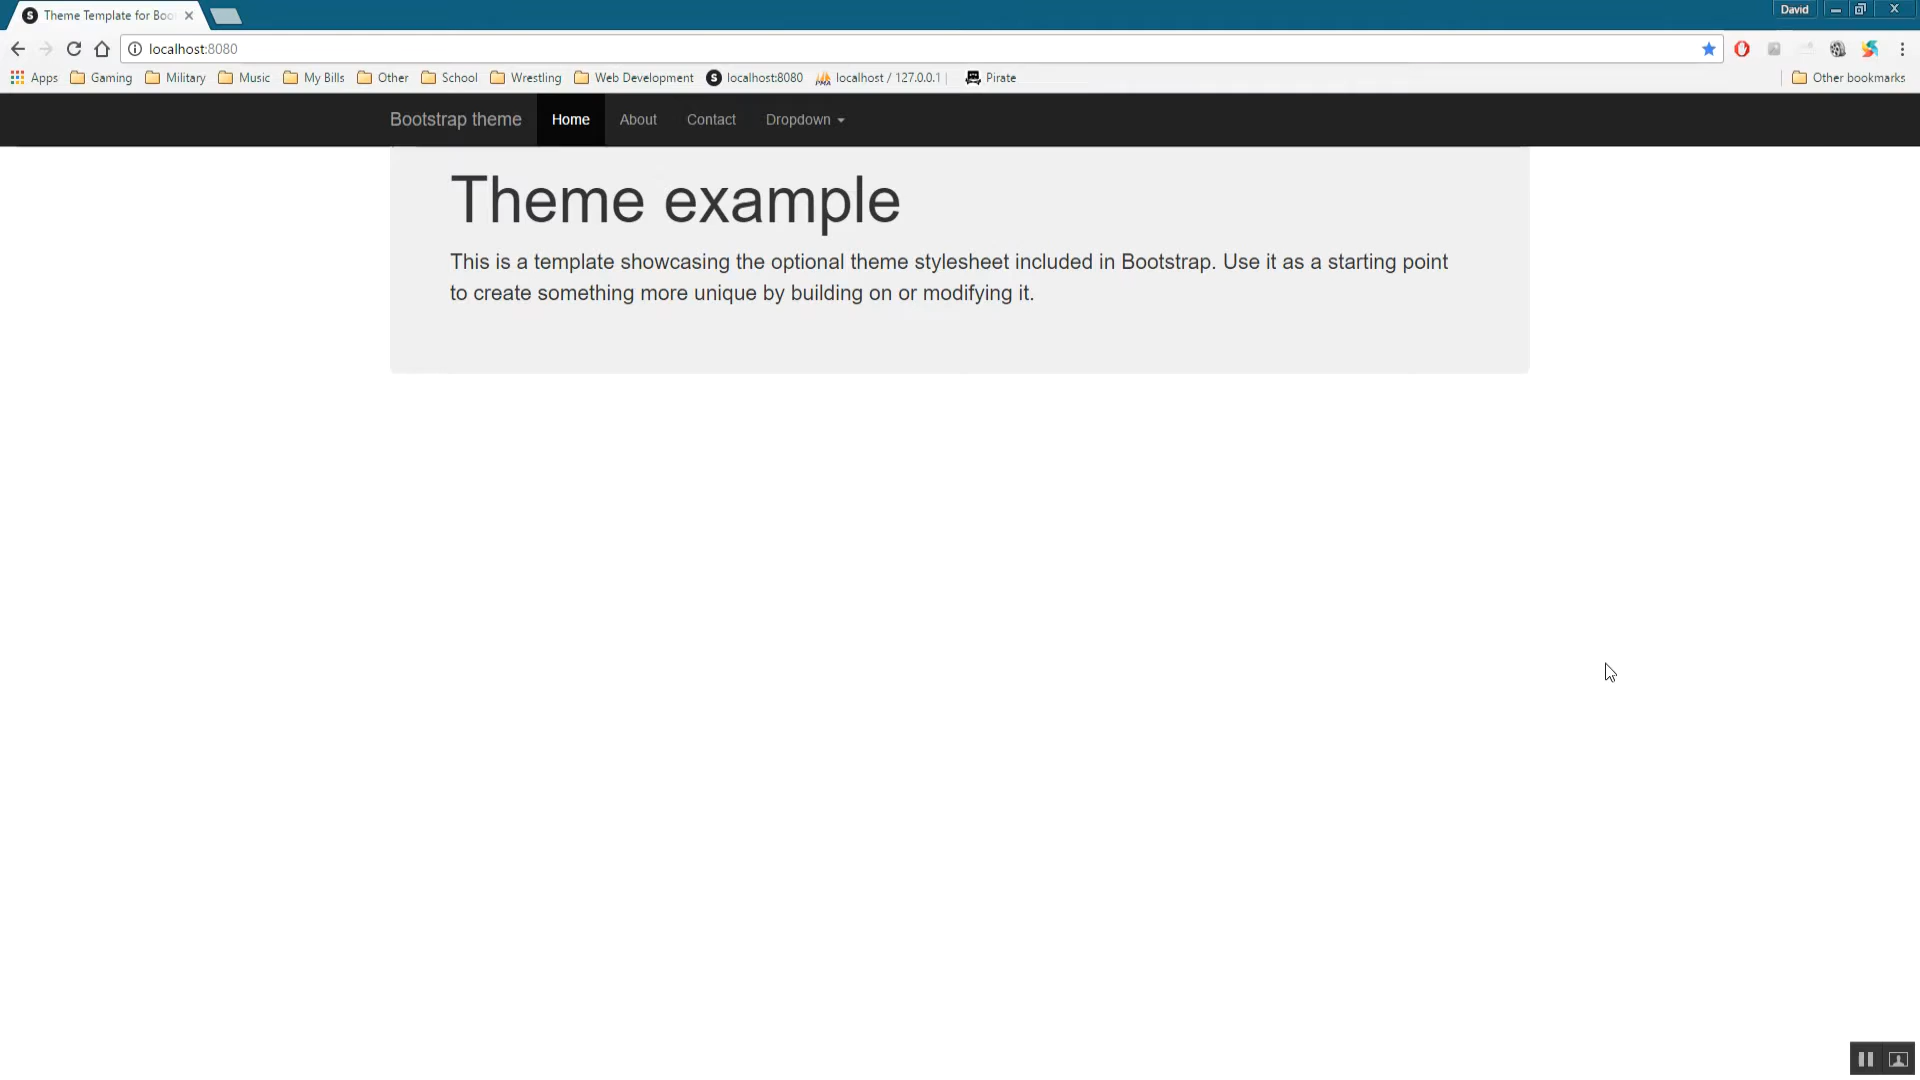 Theme Template for Boo
David
localhost:8080
Apps Gaming Military Music My Bills Other School Wrestling Web Development localhost:8080 localhost / 127.0.0.1 | Pirate Other bookmarks
Bootstrap theme Home About Contact Dropdown
Theme example
This is a template showcasing the optional theme stylesheet included in Bootstrap. Use it as a starting point
to create something more unique by building on or modifying it.